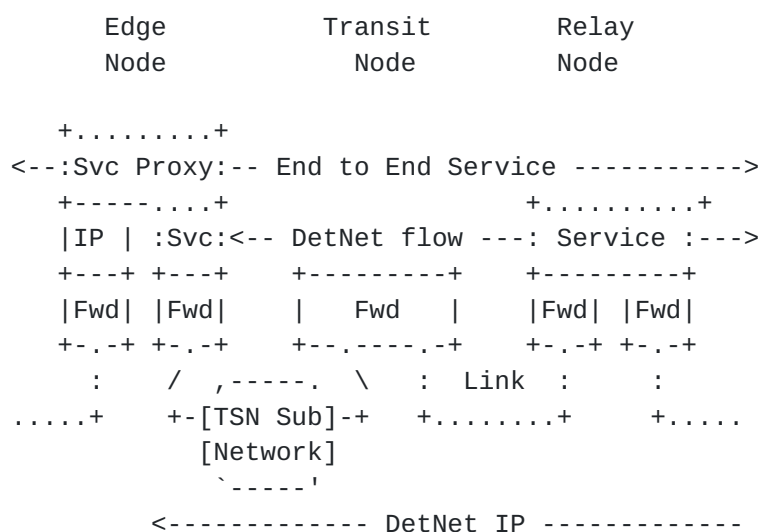 Edge          Transit        Relay
      Node            Node         Node

   +.........+
<--:Svc Proxy:-- End to End Service ----------->
   +-----....+                   +..........+
   |IP | :Svc:<-- DetNet flow ---: Service :--->
   +---+ +---+    +---------+    +---------+
   |Fwd| |Fwd|    |   Fwd   |    |Fwd| |Fwd|
   +-.-+ +-.-+    +--.----.-+    +-.-+ +-.-+
     :    /  ,-----.  \   :  Link  :     :
.....+    +-[TSN Sub]-+   +........+     +.....
            [Network]
             `-----'
         <------------- DetNet IP -------------